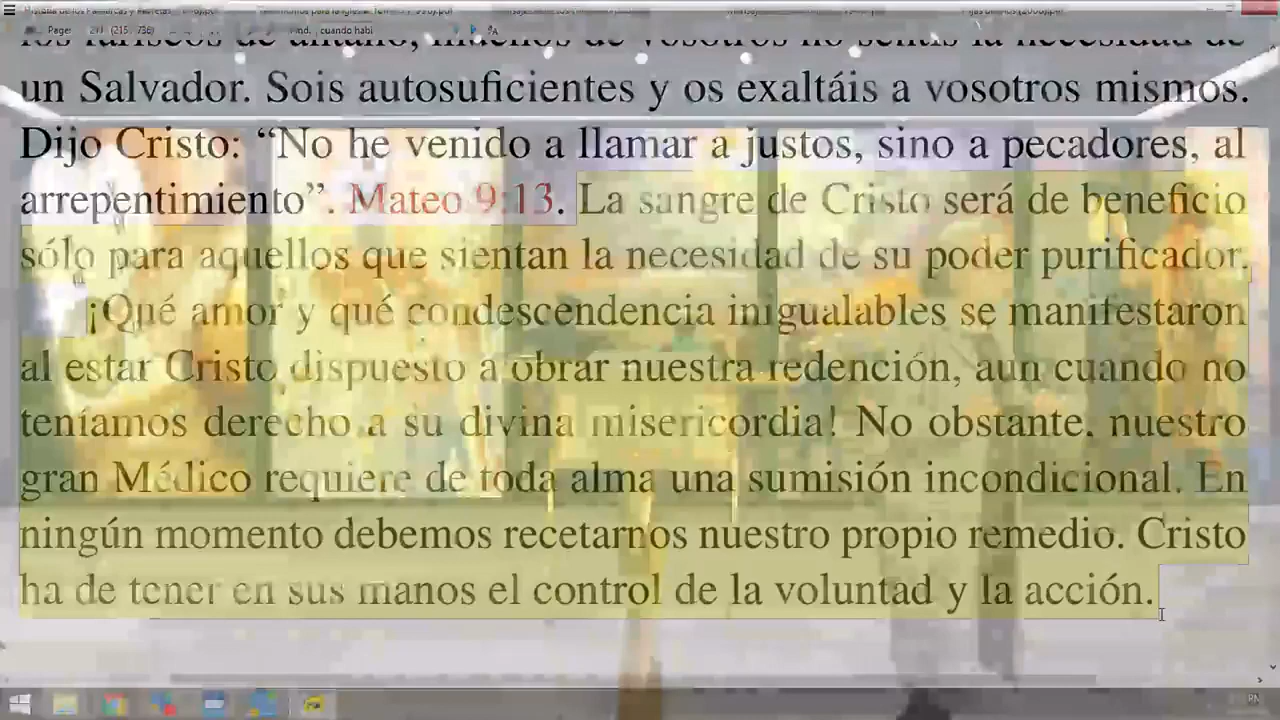 un Salvador. Sois autosuficientes y os exaltáis a vosotros mismos.
Dijo Cristo: “No he venido a llamar a justos, sino a pecadores, al
arrepentimiento”. Mateo 9:13. La sangre de Cristo será de beneficio
sólo para aquellos que sientan la necesidad de su poder purificador.
¡Qué amor y qué condescendencia inigualables se manifestaron
al estar Cristo dispuesto a obrar nuestra redención, aun cuando no
teníamos derecho a su divina misericordia! No obstante, nuestro
gran Médico requiere de toda alma una sumisión incondicional. En
ningún momento debemos recetarnos nuestro propio remedio. Cristo
ha de tener en sus manos el control de la voluntad y la acción.